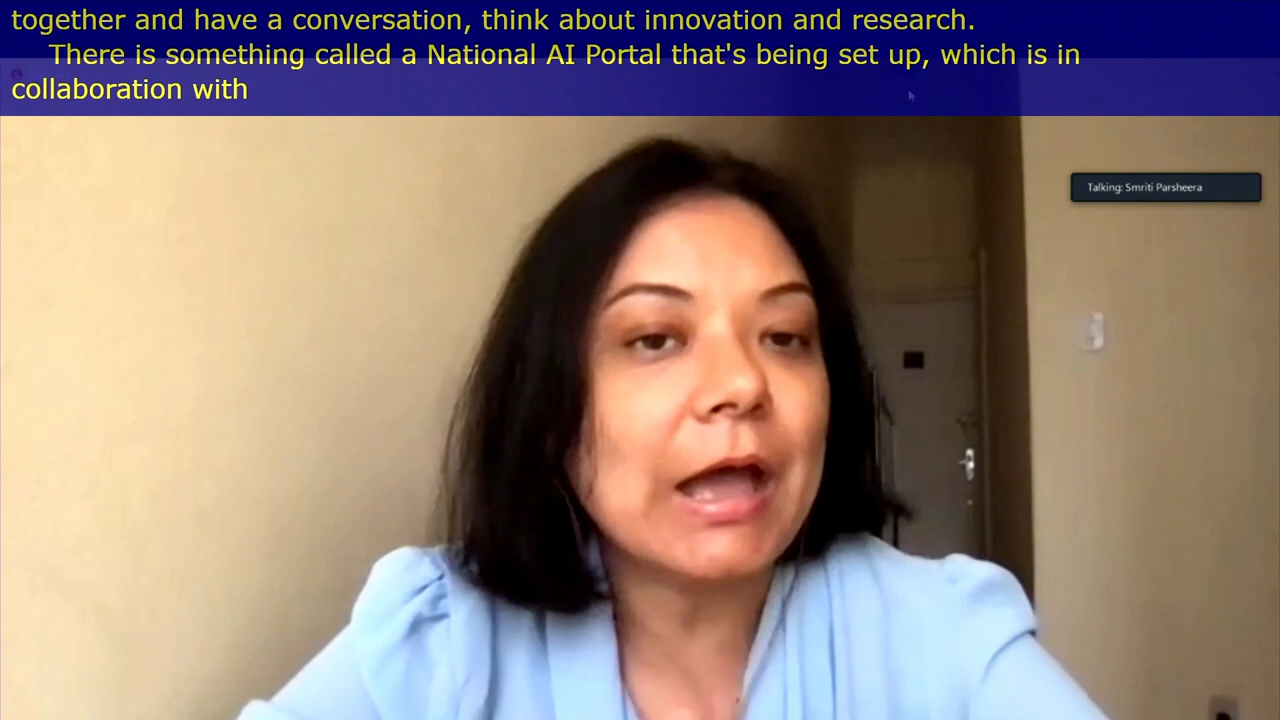 together and have a conversation, think about innovation and research.
There is something called a National AI Portal that's being set up, which is in
collaboration with
Talking: Smriti Parsheera